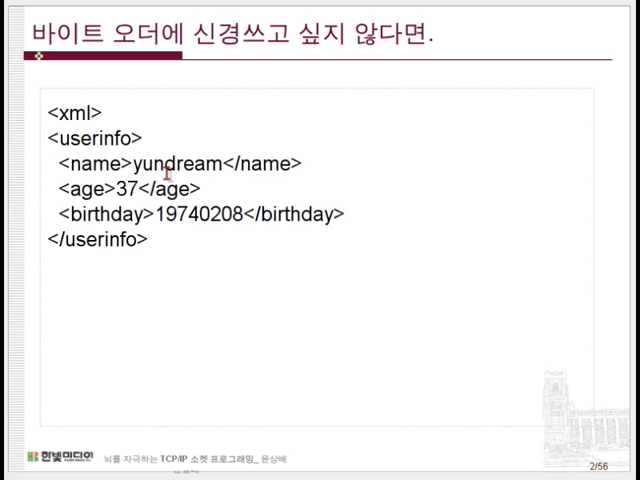 바이트 오더에 신경쓰고 싶지 않다면.
<xml>
<userinfo>
<name>yundream</name>
<age>37</age>
<birthday>19740208</birthday>
</userinfo>
한빛미디어
뇌를 자극하는 TCP/IP 소켓 프로그래밍_ 윤상배
2/56